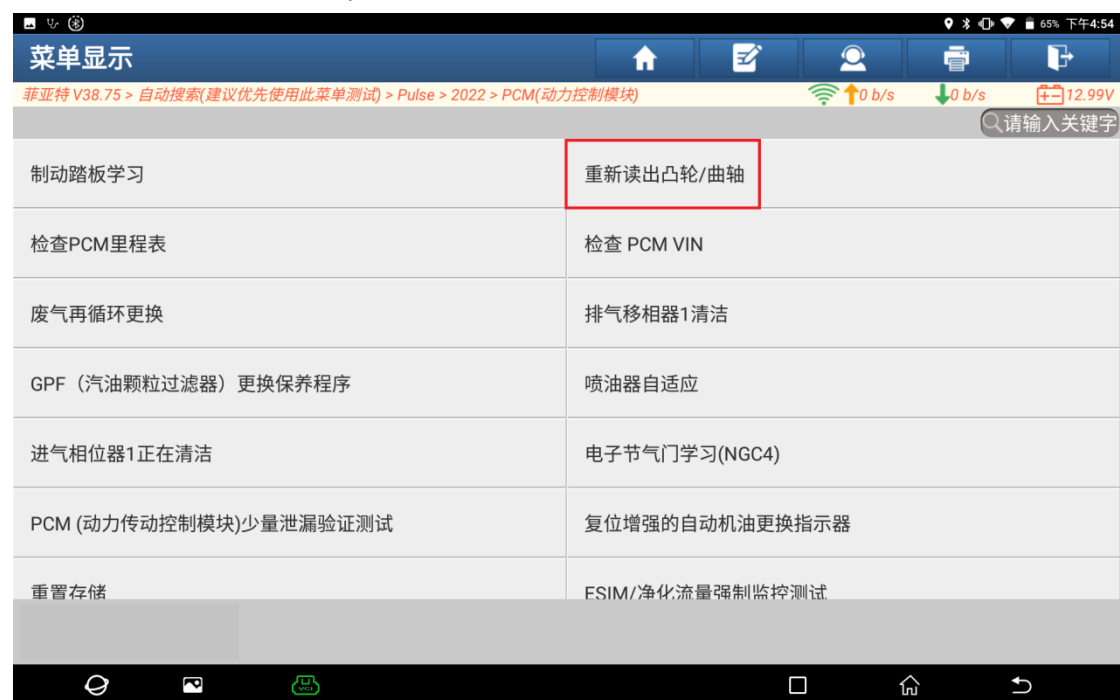 65% 下午4:54
菜单显示
菲亚特 V38.75 > 自动搜索(建议优先使用此菜单测试) > Pulse > 2022 > PCM(动力控制模块)
0 b/s
0 b/s
12.99V
请输入关键字
制动踏板学习
重新读出凸轮/曲轴
检查PCM里程表
检查 PCM VIN
废气再循环更换
排气移相器1清洁
GPF（汽油颗粒过滤器）更换保养程序
喷油器自适应
进气相位器1正在清洁
电子节气门学习(NGC4)
PCM (动力传动控制模块)少量泄漏验证测试
复位增强的自动机油更换指示器
重置存储
ESIM/净化流量强制监控测试
VCI